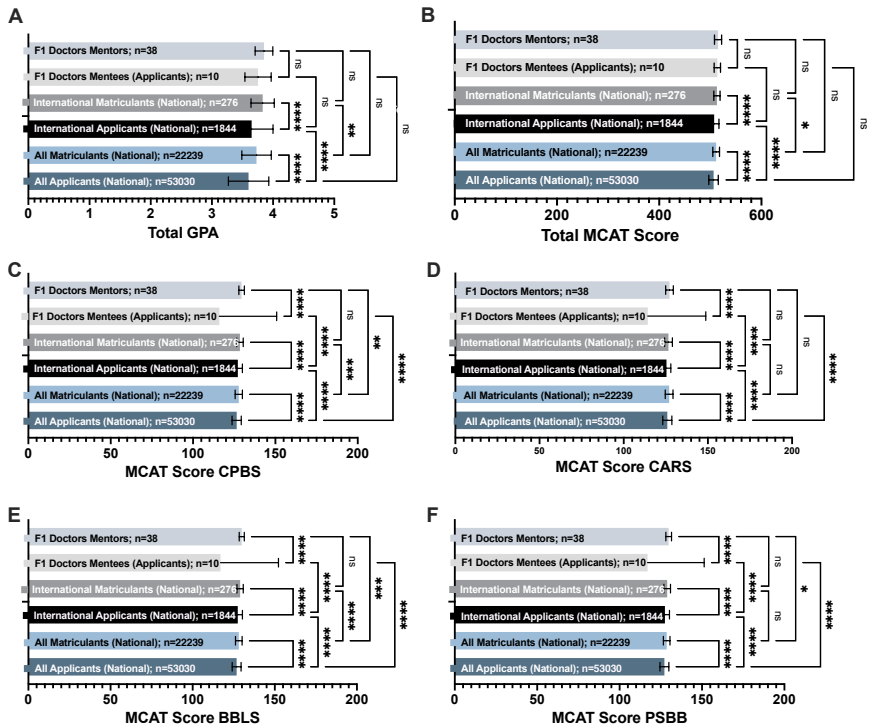 A
F1 Doctors Mentors; n=38
F1 Doctors Mentees (Applicants); n=10
International Matriculants (National); n=276
International Applicants (National); n=1844
All Matriculants (National); n=22239
All Applicants (National); n=53030
ns
ns
ns
ns
ns
ns
****
**
****
****
0 1 2 3 4 5
Total GPA
B
F1 Doctors Mentors; n=38
F1 Doctors Mentees (Applicants); n=10
International Matriculants (National); n=276
International Applicants (National); n=1844
All Matriculants (National); n=22239
All Applicants (National); n=53030
ns
ns
ns
ns
ns
ns
****
*
****
****
0 200 400 600
Total MCAT Score
C
F1 Doctors Mentors; n=38
F1 Doctors Mentees (Applicants); n=10
International Matriculants (National); n=276
International Applicants (National); n=1844
All Matriculants (National); n=22239
All Applicants (National); n=53030
****
ns
****
**
****
****
***
****
****
0 50 100 150 200
MCAT Score CPBS
D
F1 Doctors Mentors; n=38
F1 Doctors Mentees (Applicants); n=10
International Matriculants (National); n=276
International Applicants (National); n=1844
All Matriculants (National); n=22239
All Applicants (National); n=53030
****
ns
ns
****
****
****
ns
****
****
0 50 100 150 200
MCAT Score CARS
E
F1 Doctors Mentors; n=38
F1 Doctors Mentees (Applicants); n=10
International Matriculants (National); n=276
International Applicants (National); n=1844
All Matriculants (National); n=22239
All Applicants (National); n=53030
****
ns
***
****
****
****
****
****
****
0 50 100 150 200
MCAT Score BBLS
F
F1 Doctors Mentors; n=38
F1 Doctors Mentees (Applicants); n=10
International Matriculants (National); n=276
International Applicants (National); n=1844
All Matriculants (National); n=22239
All Applicants (National); n=53030
****
ns
*
****
****
****
ns
****
****
0 50 100 150 200
MCAT Score PSBB